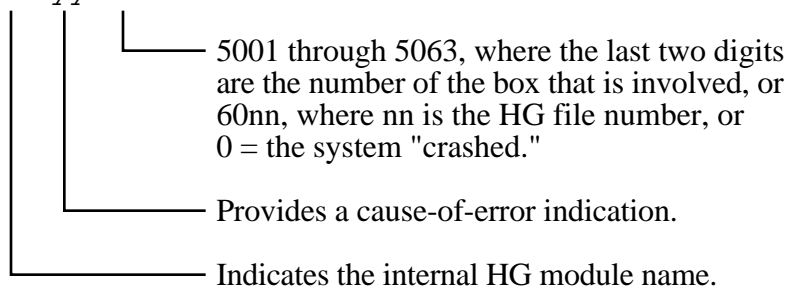 5001 through 5063, where the last two digits
are the number of the box that is involved, or
60nn, where nn is the HG file number, or
0 = the system "crashed."
Provides a cause-of-error indication.
Indicates the internal HG module name.